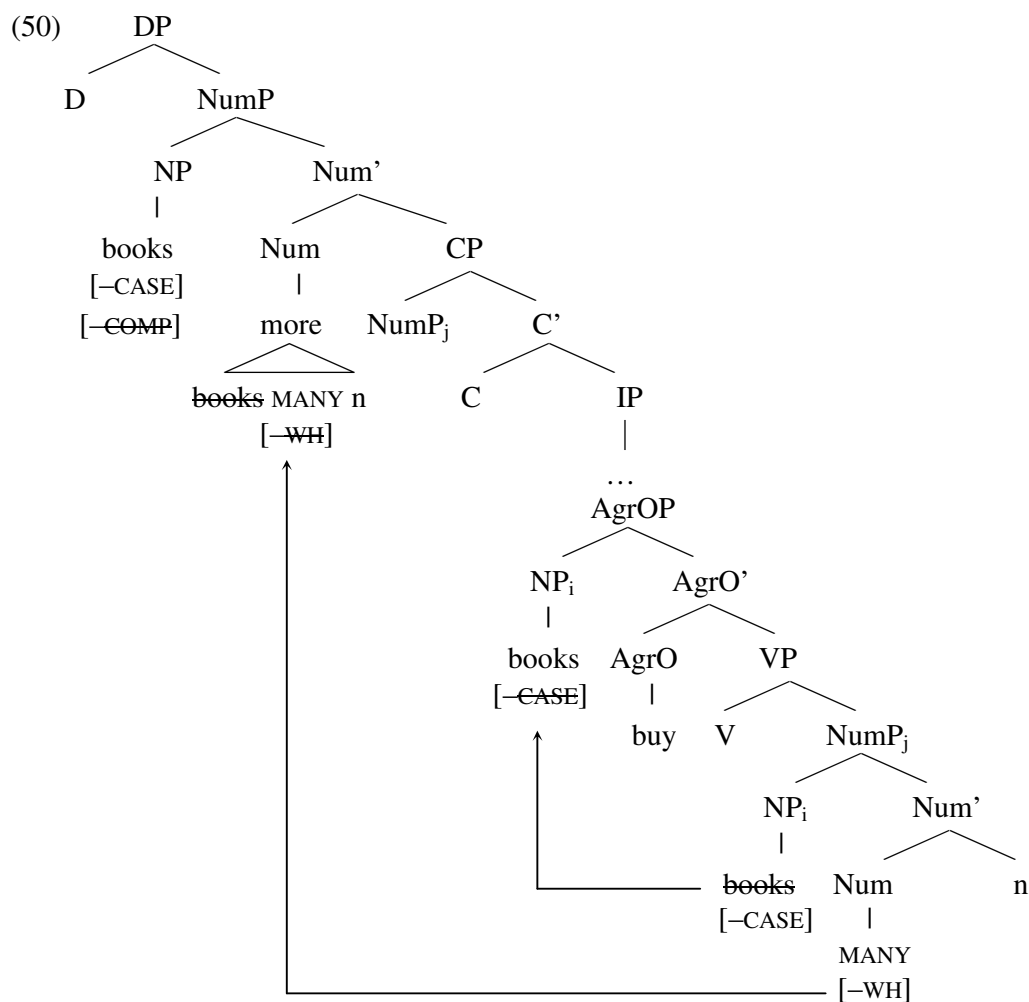 (50) DP
D NumP
NP Num'
books Num CP
[–CASE]
[–COMP] more NumPj C'
books MANY n C IP
[–WH]
…
AgrOP
NPi AgrO'
books AgrO VP
[–CASE]
buy V NumPj
NPi Num'
books Num n
[–CASE]
MANY
[–WH]